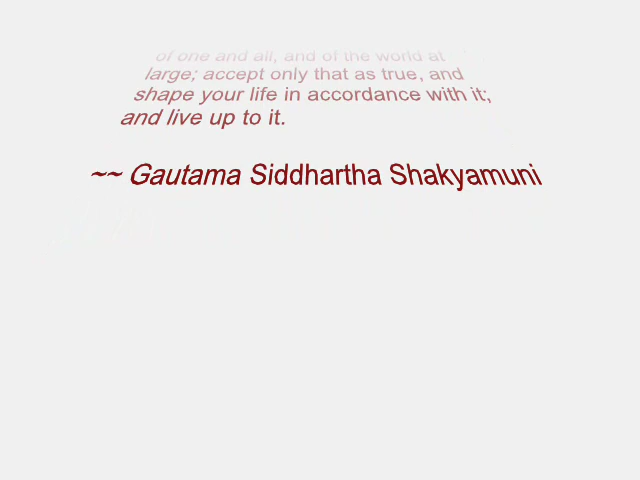 of one and all, and of the world at
large; accept only that as true, and
shape your life in accordance with it;
and live up to it.
~~ Gautama Siddhartha Shakyamuni